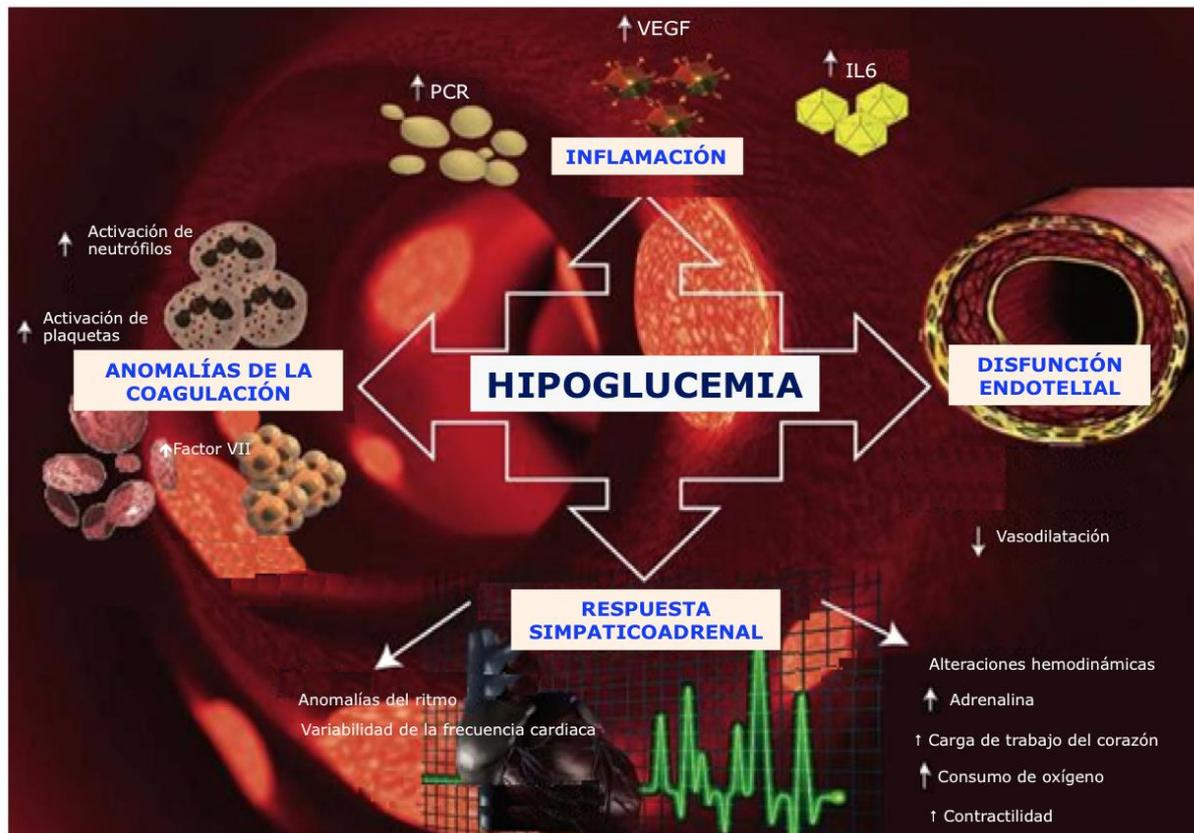 ↑ VEGF
↑ PCR
↑ IL6
INFLAMACIÓN
↑ Activación de
neutrófilos
↑ Activación de
plaquetas
ANOMALÍAS DE LA
COAGULACIÓN
↑ Factor VII
HIPOGLUCEMIA
DISFUNCIÓN
ENDOTELIAL
↓ Vasodilatación
RESPUESTA
SIMPATICOADRENAL
Anomalías del ritmo
Variabilidad de la frecuencia cardiaca
Alteraciones hemodinámicas
↑ Adrenalina
↑ Carga de trabajo del corazón
↑ Consumo de oxígeno
↑ Contractilidad